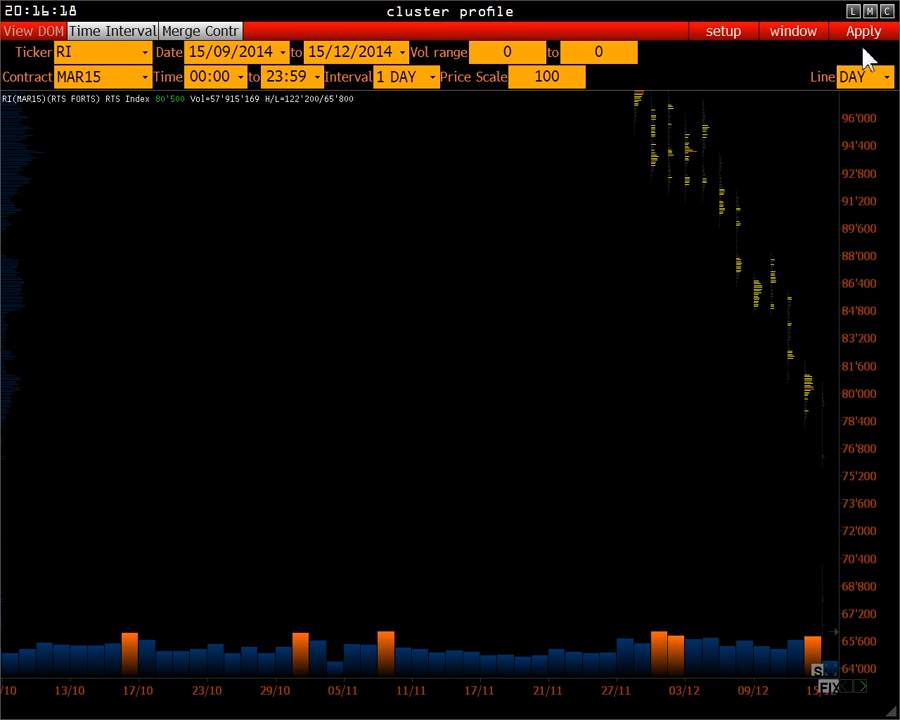 20:16:18 cluster profile L M C
View DOM Time Interval Merge Contr setup window Apply
Ticker RI Date 15/09/2014 to 15/12/2014 Vol range 0 to 0
Contract MAR15 Time 00:00 to 23:59 Interval 1 DAY Price Scale 100 Line DAY
RI(MAR15)(RTS FORTS) RTS Index 80'500 Vol=57'915'169 H/L=122'200/65'800
96'000
94'400
92'800
91'200
89'600
88'000
86'400
84'800
83'200
81'600
80'000
78'400
76'800
75'200
73'600
72'000
70'400
68'800
67'200
65'600
64'000
S
FIX
/10 13/10 17/10 23/10 29/10 05/11 11/11 17/11 21/11 27/11 03/12 09/12